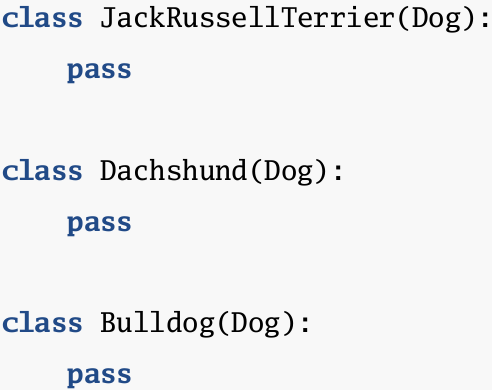 class JackRussellTerrier(Dog):
    pass
class Dachshund(Dog):
    pass
class Bulldog(Dog):
    pass